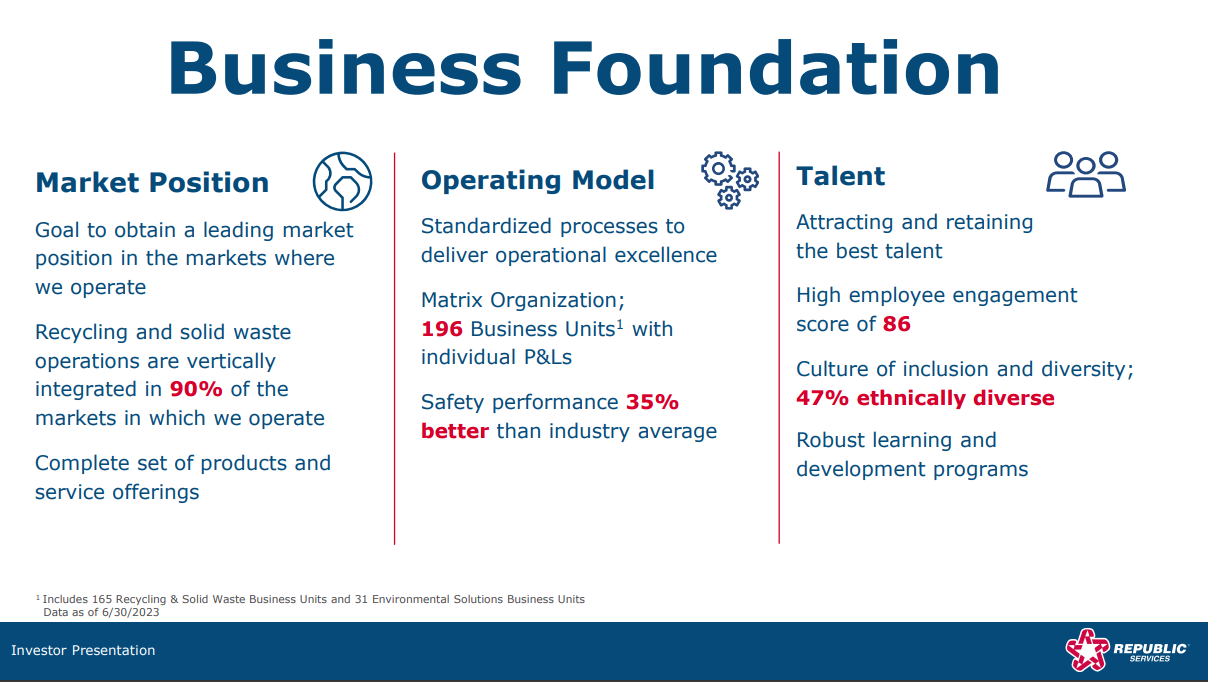 Business Foundation
Market Position
Goal to obtain a leading market
position in the markets where
we operate
Recycling and solid waste
operations are vertically
integrated in 90% of the
markets in which we operate
Complete set of products and
service offerings
Operating Model
Standardized processes to
deliver operational excellence
Matrix Organization;
196 Business Units¹ with
individual P&Ls
Safety performance 35%
better than industry average
Talent
Attracting and retaining
the best talent
High employee engagement
score of 86
Culture of inclusion and diversity;
47% ethnically diverse
Robust learning and
development programs
¹ Includes 165 Recycling & Solid Waste Business Units and 31 Environmental Solutions Business Units
Data as of 6/30/2023
Investor Presentation
REPUBLIC
SERVICES